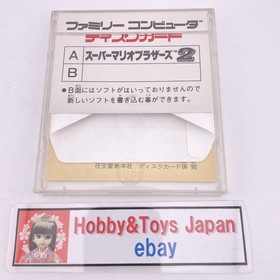 ファミリー コンピュータ
ディスクカード
A スーパーマリオブラザーズ2
B
●B面にはソフトがはいっておりませんので
新しいソフトを書き込む事ができます。
任天堂株式会社 ディスクカード係 宛
Hobby&Toys Japan
ebay